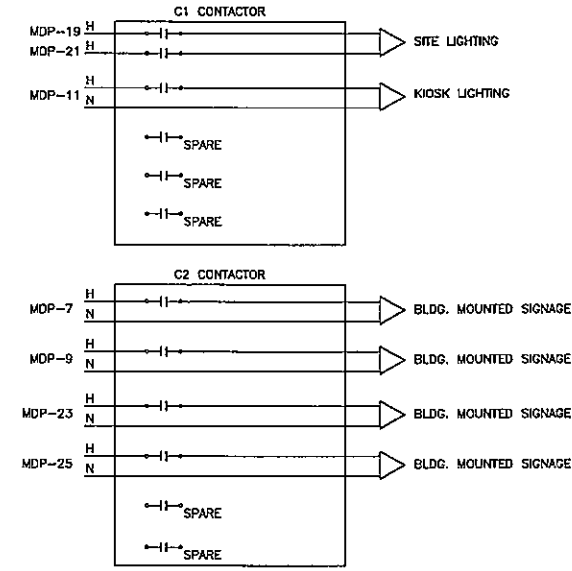 C1 CONTACTOR
MDP-19 H
MDP-21 H
SITE LIGHTING
MDP-11 H
N
KIOSK LIGHTING
SPARE
SPARE
SPARE
C2 CONTACTOR
MDP-7 H
N
BLDG. MOUNTED SIGNAGE
MDP-9 H
N
BLDG. MOUNTED SIGNAGE
MDP-23 H
N
BLDG. MOUNTED SIGNAGE
MDP-25 H
N
BLDG. MOUNTED SIGNAGE
SPARE
SPARE